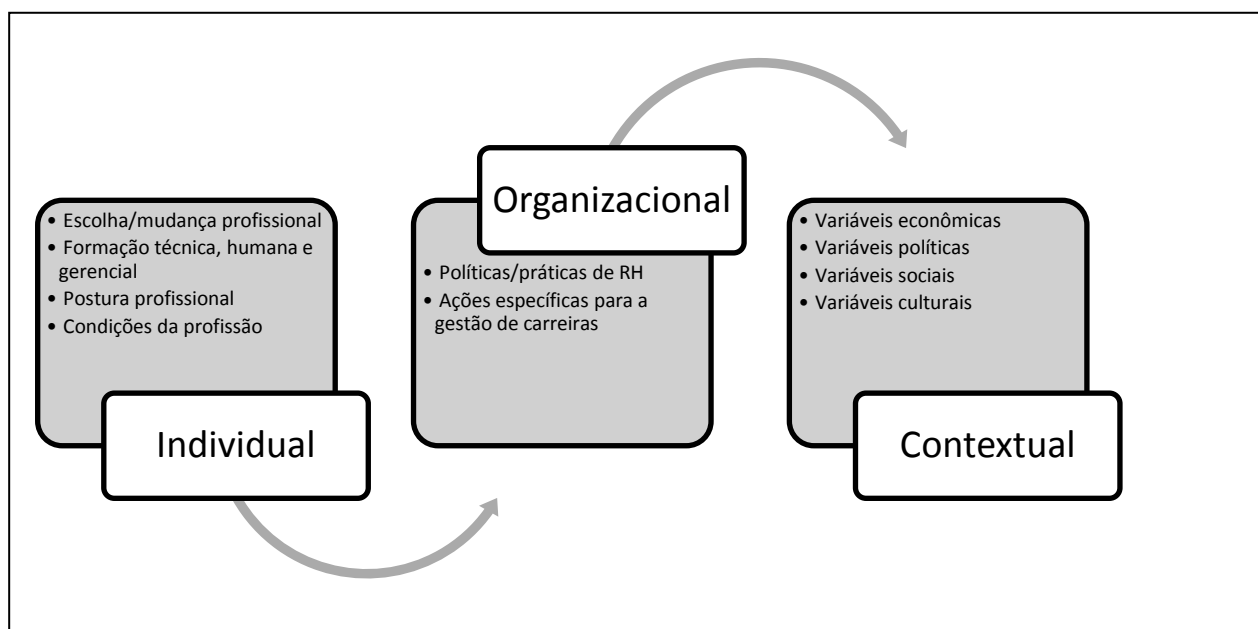 • Escolha/mudança profissional
• Formação técnica, humana e
gerencial
• Postura profissional
• Condições da profissão
Individual
Organizacional
• Políticas/práticas de RH
• Ações específicas para a
gestão de carreiras
• Variáveis econômicas
• Variáveis políticas
• Variáveis sociais
• Variáveis culturais
Contextual